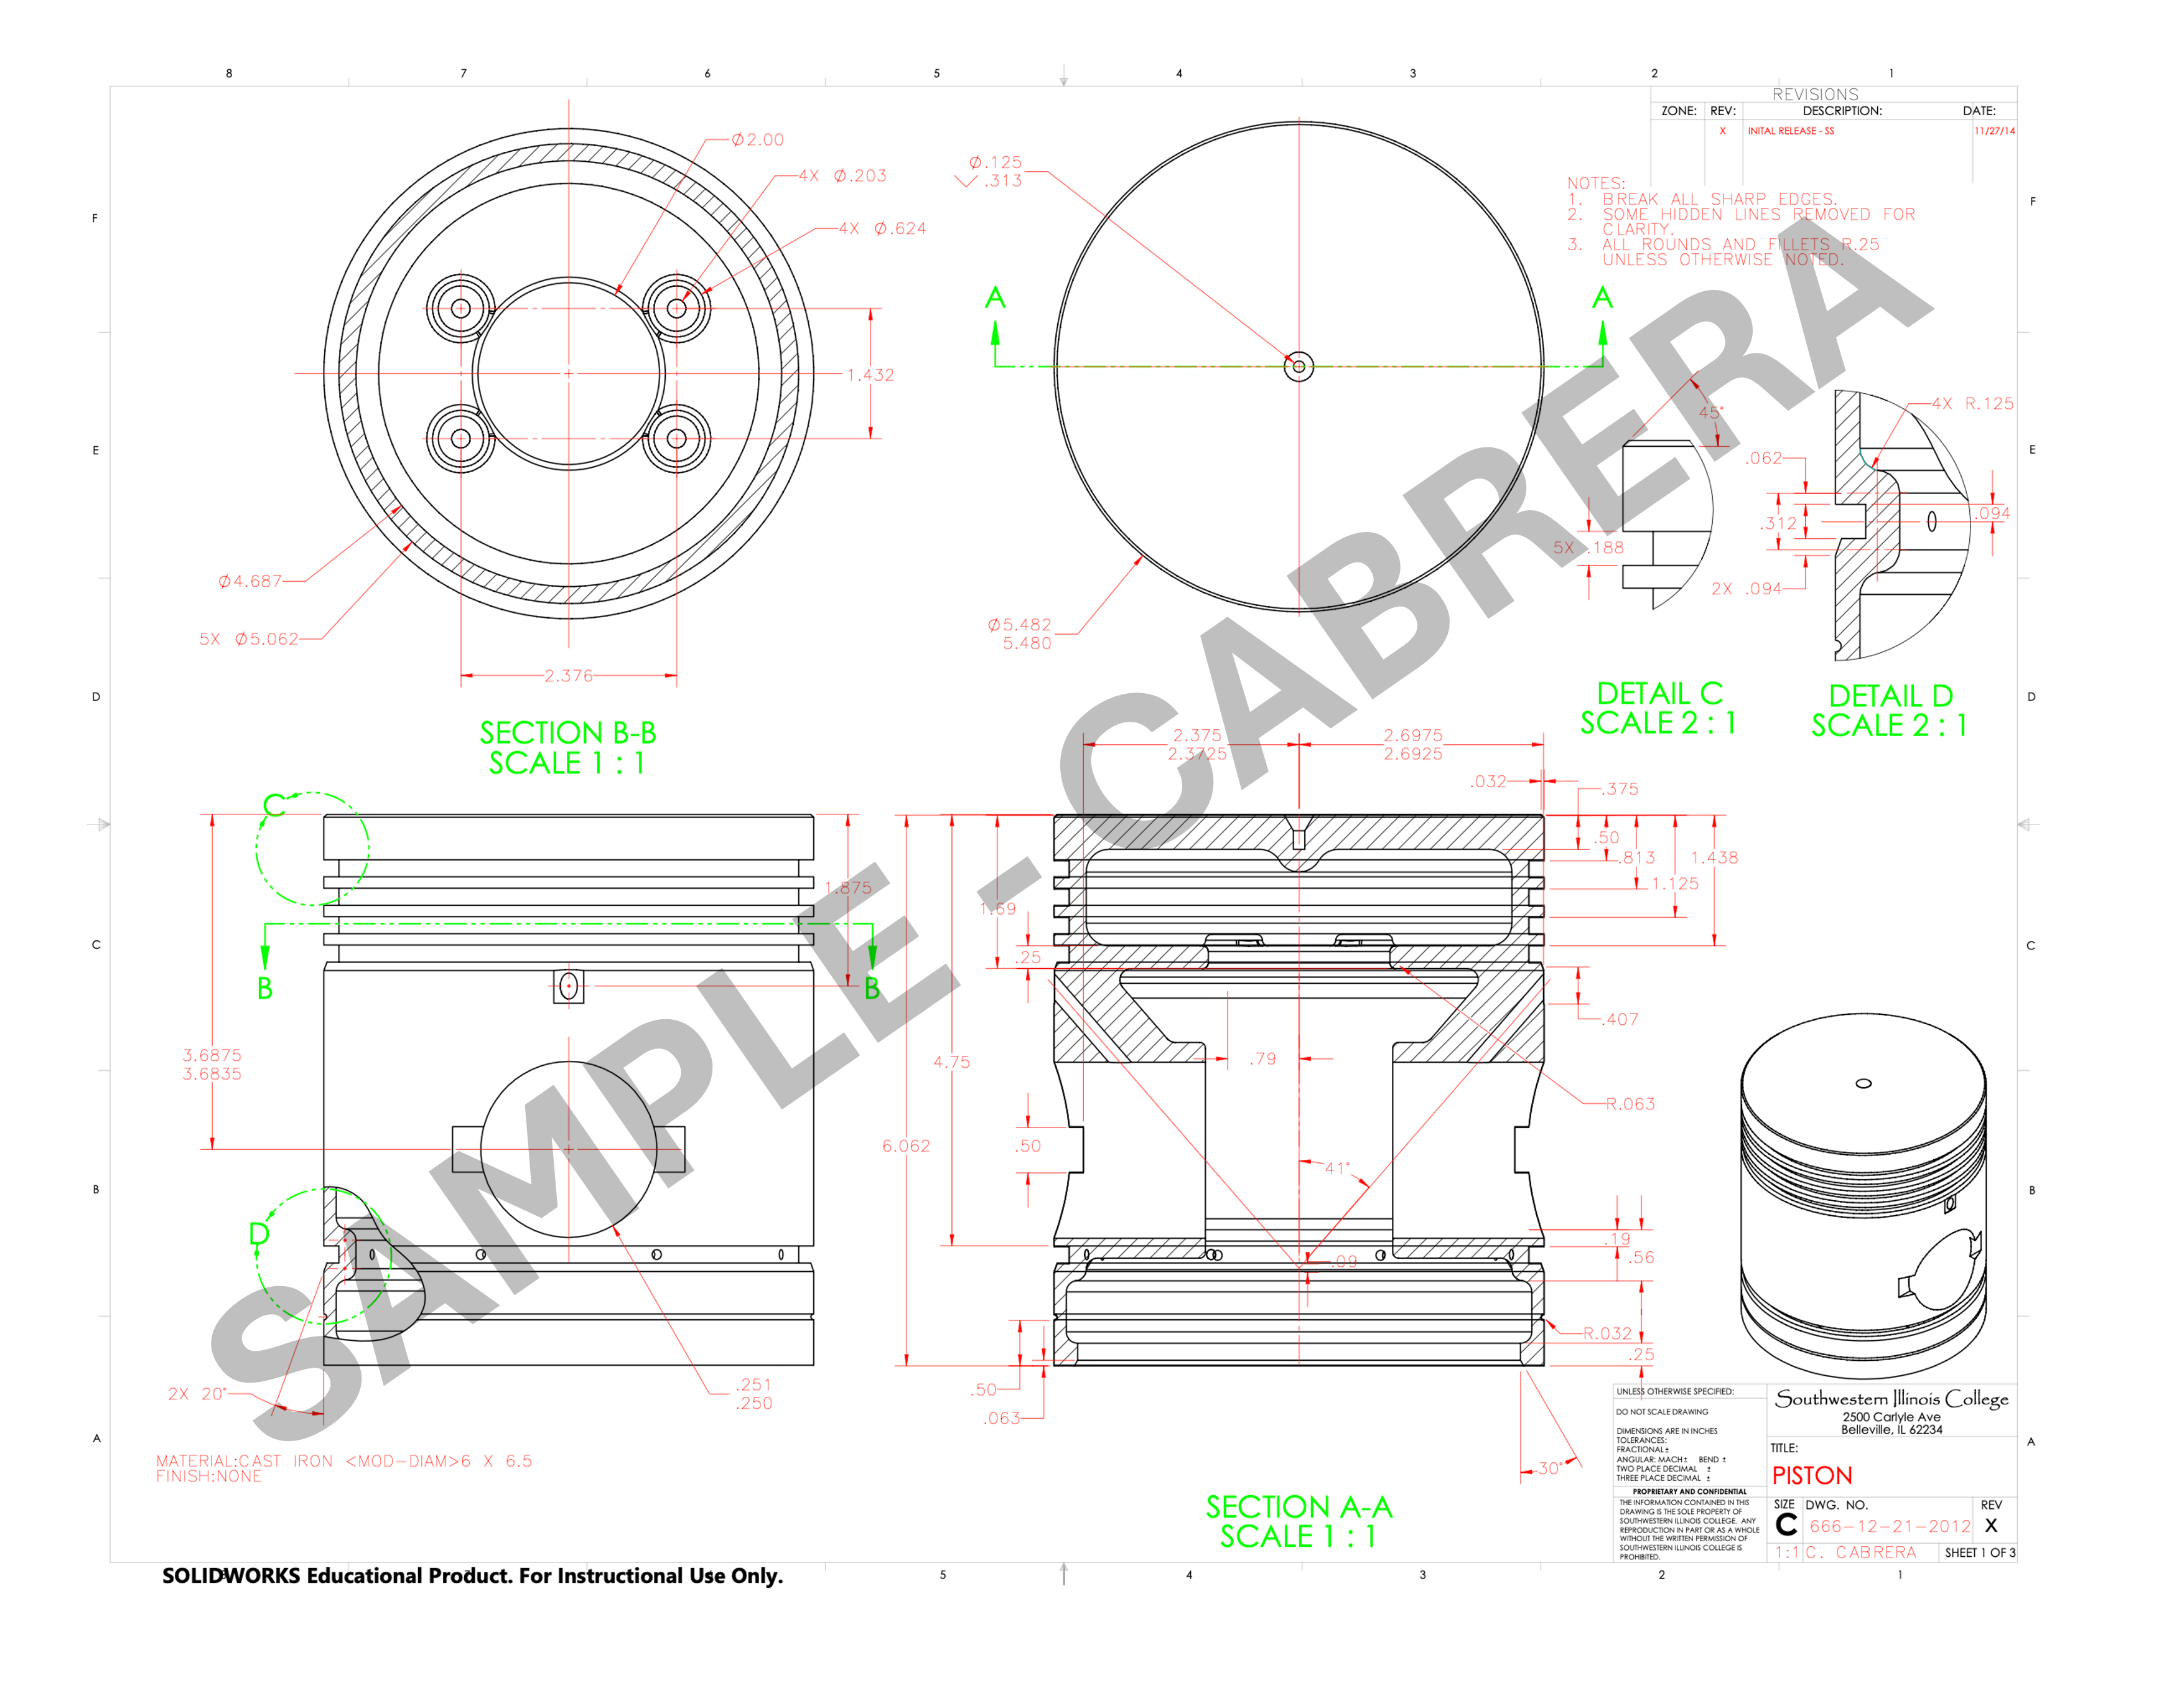 8 7 6 5 4 3 2 1
REVISIONS
ZONE: REV: DESCRIPTION: DATE:
X INITAL RELEASE - SS 11/27/14
NOTES:
1. BREAK ALL SHARP EDGES.
2. SOME HIDDEN LINES REMOVED FOR
CLARITY.
3. ALL ROUNDS AND FILLETS R.25
UNLESS OTHERWISE NOTED.
F
F
E
E
D
D
C
C
B
B
A
A
Ø2.00
4X Ø.203
4X Ø.624
1.432
Ø4.687
5X Ø5.062
2.376
SECTION B-B
SCALE 1 : 1
Ø.125
.313
A
A
Ø5.482
5.480
45°
5X .188
DETAIL C
SCALE 2 : 1
4X R.125
.062
.312
.094
2X .094
DETAIL D
SCALE 2 : 1
C
1.875
B
B
3.6875
3.6835
D
2X 20°
.251
.250
2.375
2.3725
2.6975
2.6925
.032
.375
.50
.813
1.125
1.438
1.69
.25
.407
4.75
.79
R.063
6.062
.50
41°
.19
.56
.09
R.032
.25
.50
.063
30°
SECTION A-A
SCALE 1 : 1
MATERIAL:CAST IRON <MOD-DIAM>6 X 6.5
FINISH:NONE
SAMPLE - CABRERA
UNLESS OTHERWISE SPECIFIED:
DO NOT SCALE DRAWING
DIMENSIONS ARE IN INCHES
TOLERANCES:
FRACTIONAL ±
ANGULAR: MACH ± BEND ±
TWO PLACE DECIMAL ±
THREE PLACE DECIMAL ±
PROPRIETARY AND CONFIDENTIAL
THE INFORMATION CONTAINED IN THIS
DRAWING IS THE SOLE PROPERTY OF
SOUTHWESTERN ILLINOIS COLLEGE. ANY
REPRODUCTION IN PART OR AS A WHOLE
WITHOUT THE WRITTEN PERMISSION OF
SOUTHWESTERN ILLINOIS COLLEGE IS
PROHIBITED.
Southwestern Illinois College
2500 Carlyle Ave
Belleville, IL 62234
TITLE:
PISTON
SIZE DWG. NO. REV
C 666-12-21-2012 X
1:1 C. CABRERA SHEET 1 OF 3
SOLIDWORKS Educational Product. For Instructional Use Only.
5 4 3 2 1